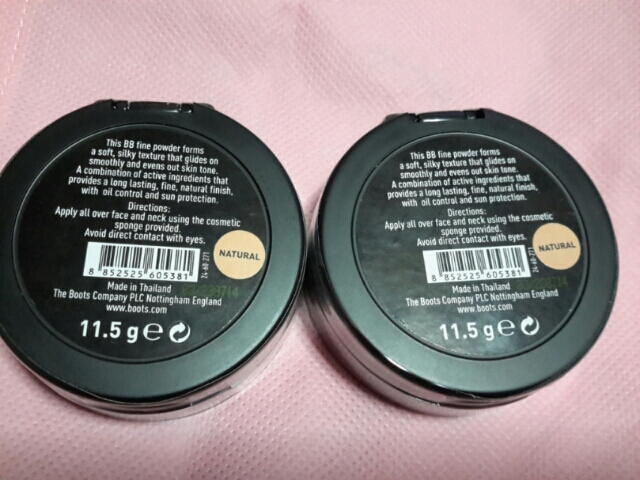 This BB fine powder forms
a soft, silky texture that glides on
smoothly and evens out skin tone.
A combination of active ingredients that
provides a long lasting, fine, natural finish,
with oil control and sun protection.
Directions:
Apply all over face and neck using the cosmetic
sponge provided.
Avoid direct contact with eyes.
NATURAL
8 852525 605381
24-60-271
Made in Thailand
The Boots Company PLC Nottingham England
www.boots.com
11.5 g e
This BB fine powder forms
a soft, silky texture that glides on
smoothly and evens out skin tone.
A combination of active ingredients that
provides a long lasting, fine, natural finish,
with oil control and sun protection.
Directions:
Apply all over face and neck using the cosmetic
sponge provided.
Avoid direct contact with eyes.
NATURAL
8 852525 605381
24-60-271
Made in Thailand
The Boots Company PLC Nottingham England
www.boots.com
11.5 g e